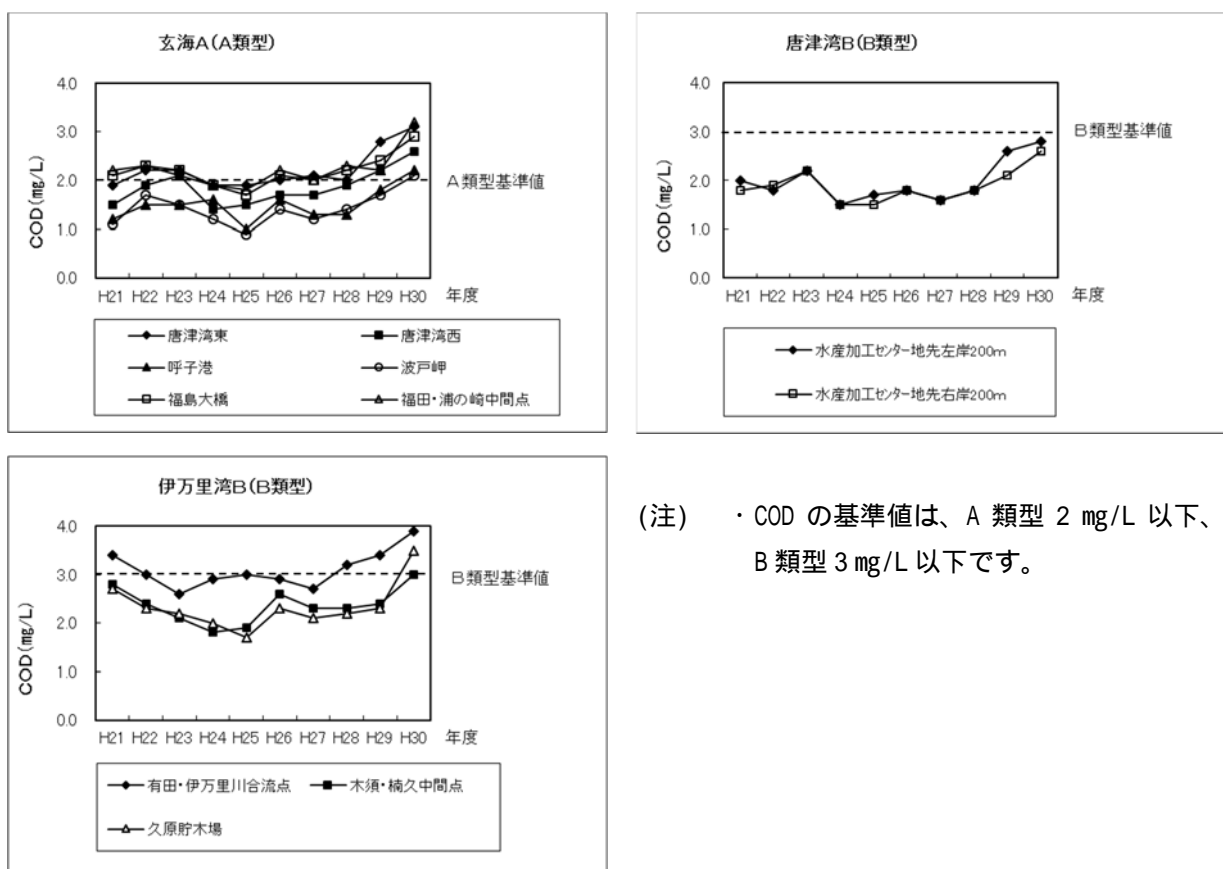 玄海A(A類型)
4.0
3.0
2.0
1.0
0.0
COD(mg/L)
A類型基準値
H21 H22 H23 H24 H25 H26 H27 H28 H29 H30 年度
唐津湾東 唐津湾西
呼子港 波戸岬
福島大橋 福田・浦の崎中間点
唐津湾B(B類型)
4.0
3.0
2.0
1.0
0.0
COD(mg/L)
B類型基準値
H21 H22 H23 H24 H25 H26 H27 H28 H29 H30 年度
水産加工センター地先左岸200m
水産加工センター地先右岸200m
伊万里湾B(B類型)
4.0
3.0
2.0
1.0
0.0
COD(mg/L)
B類型基準値
H21 H22 H23 H24 H25 H26 H27 H28 H29 H30 年度
有田・伊万里川合流点 木須・楠久中間点
久原貯木場
(注) ・COD の基準値は、A 類型 2 ㎎/L 以下、
B 類型 3 ㎎/L 以下です。